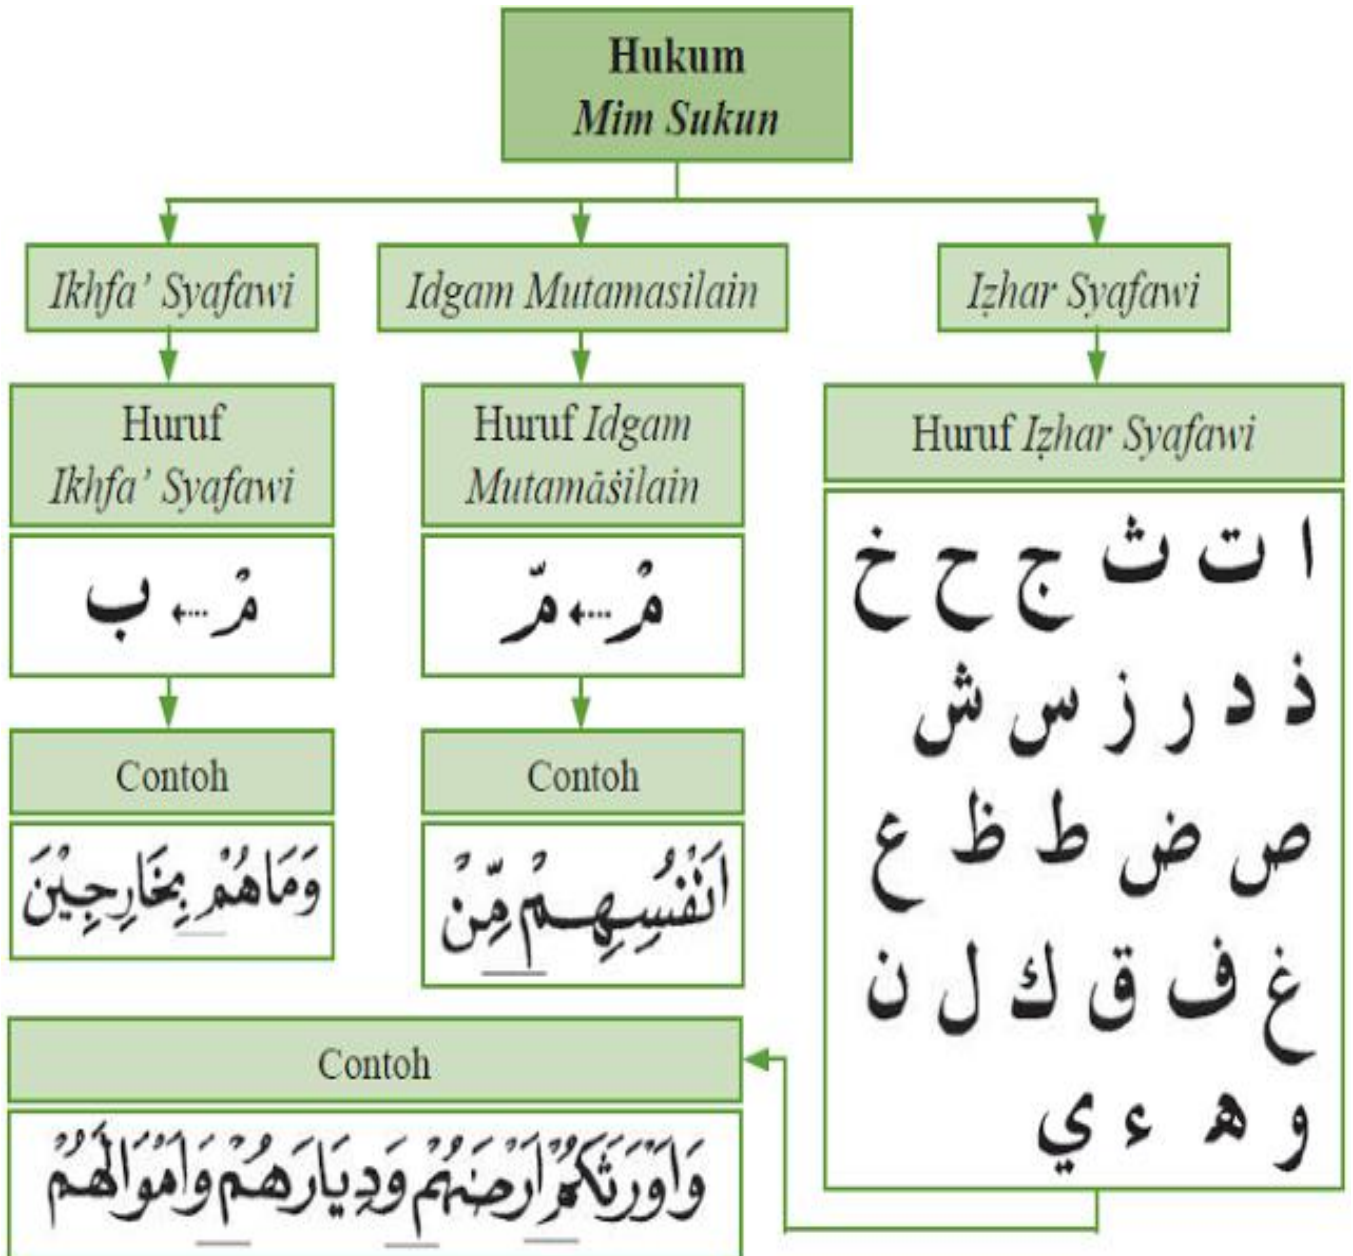 Hukum
Mim Sukun
Ikhfa' Syafawi
Idgam Mutamasilain
Iẓhar Syafawi
Huruf
Ikhfa' Syafawi
Huruf Idgam
Mutamāṡilain
Huruf Iẓhar Syafawi
مْ ← ب
مْ ← مّ
ا ت ث ج ح خ
ذ د ر ز س ش
ص ض ط ظ ع
غ ف ق ك ل ن
و ه ء ي
Contoh
Contoh
وَمَاهُمْ بِخَارِجِيْنَ
اَنْفُسِهِمْ مِّنْ
Contoh
وَاَوْرَثَكُمْ اَرْضَهُمْ وَدِيَارَهُمْ وَاَمْوَالَهُمْ